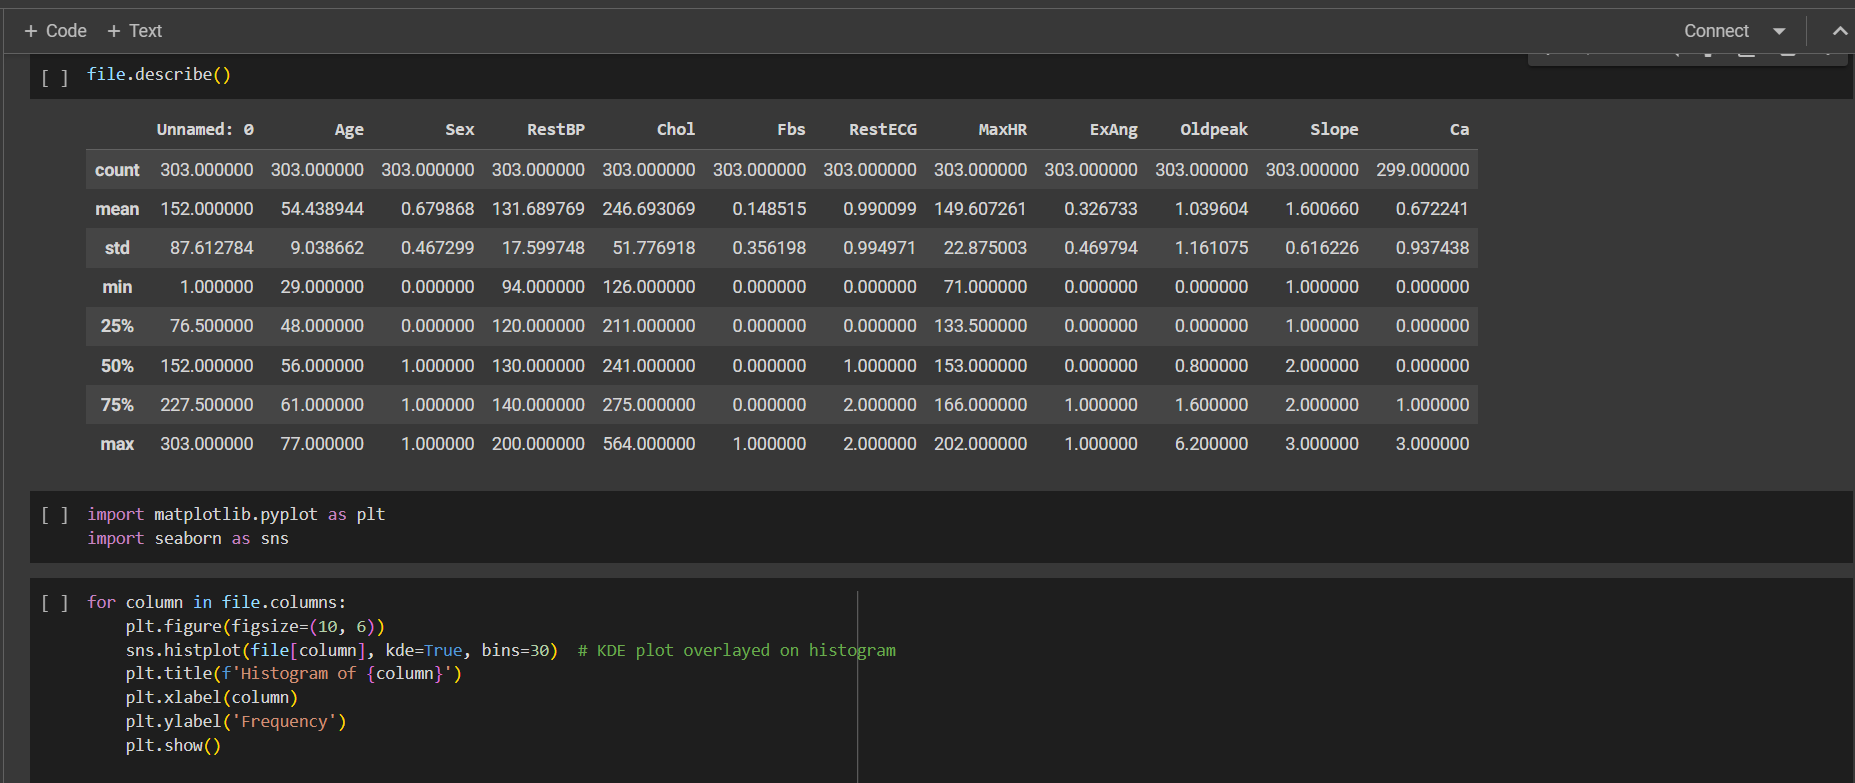 + Code + Text Connect
[ ] file.describe()
Unnamed: 0 Age Sex RestBP Chol Fbs RestECG MaxHR ExAng Oldpeak Slope Ca
count 303.000000 303.000000 303.000000 303.000000 303.000000 303.000000 303.000000 303.000000 303.000000 303.000000 303.000000 299.000000
mean 152.000000 54.438944 0.679868 131.689769 246.693069 0.148515 0.990099 149.607261 0.326733 1.039604 1.600660 0.672241
std 87.612784 9.038662 0.467299 17.599748 51.776918 0.356198 0.994971 22.875003 0.469794 1.161075 0.616226 0.937438
min 1.000000 29.000000 0.000000 94.000000 126.000000 0.000000 0.000000 71.000000 0.000000 0.000000 1.000000 0.000000
25% 76.500000 48.000000 0.000000 120.000000 211.000000 0.000000 0.000000 133.500000 0.000000 0.000000 1.000000 0.000000
50% 152.000000 56.000000 1.000000 130.000000 241.000000 0.000000 1.000000 153.000000 0.000000 0.800000 2.000000 0.000000
75% 227.500000 61.000000 1.000000 140.000000 275.000000 0.000000 2.000000 166.000000 1.000000 1.600000 2.000000 1.000000
max 303.000000 77.000000 1.000000 200.000000 564.000000 1.000000 2.000000 202.000000 1.000000 6.200000 3.000000 3.000000
[ ] import matplotlib.pyplot as plt
import seaborn as sns
[ ] for column in file.columns:
plt.figure(figsize=(10, 6))
sns.histplot(file[column], kde=True, bins=30)  # KDE plot overlayed on histogram
plt.title(f'Histogram of {column}')
plt.xlabel(column)
plt.ylabel('Frequency')
plt.show()